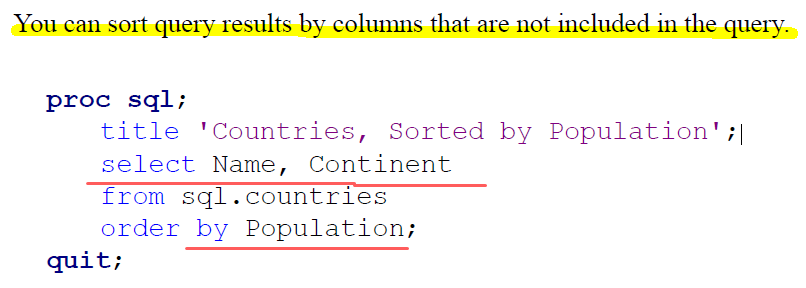 You can sort query results by columns that are not included in the query.
proc sql;
title 'Countries, Sorted by Population';
select Name, Continent
from sql.countries
order by Population;
quit;